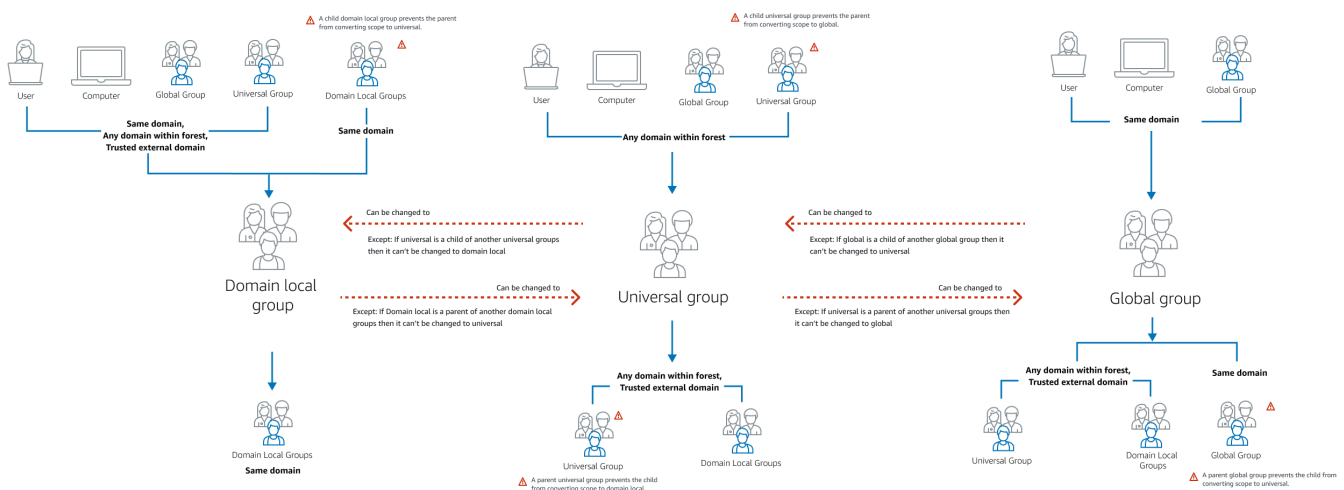 A child domain local group prevents the parent
from converting scope to universal.
User
Computer
Global Group
Universal Group
Domain Local Groups
Same domain,
Any domain within forest,
Trusted external domain
Same domain
A child universal group prevents the parent
from converting scope to global.
User
Computer
Global Group
Universal Group
Any domain within forest
User
Computer
Global Group
Same domain
Can be changed to
Except: If universal is a child of another universal groups
then it can't be changed to domain local
Can be changed to
Except: If global is a child of another global group then it
can't be changed to universal
Domain local
group
Universal group
Global group
Can be changed to
Except: If Domain local is a parent of another domain local
groups then it can't be changed to universal
Can be changed to
Except: If universal is a parent of another universal groups then
it can't be changed to global
Domain Local Groups
Same domain
Any domain within forest,
Trusted external domain
Universal Group
Domain Local Groups
A parent universal group prevents the child
from converting scope to domain local.
Any domain within forest,
Trusted external domain
Same domain
Universal Group
Domain Local
Groups
Global Group
A parent global group prevents the child from
converting scope to universal.